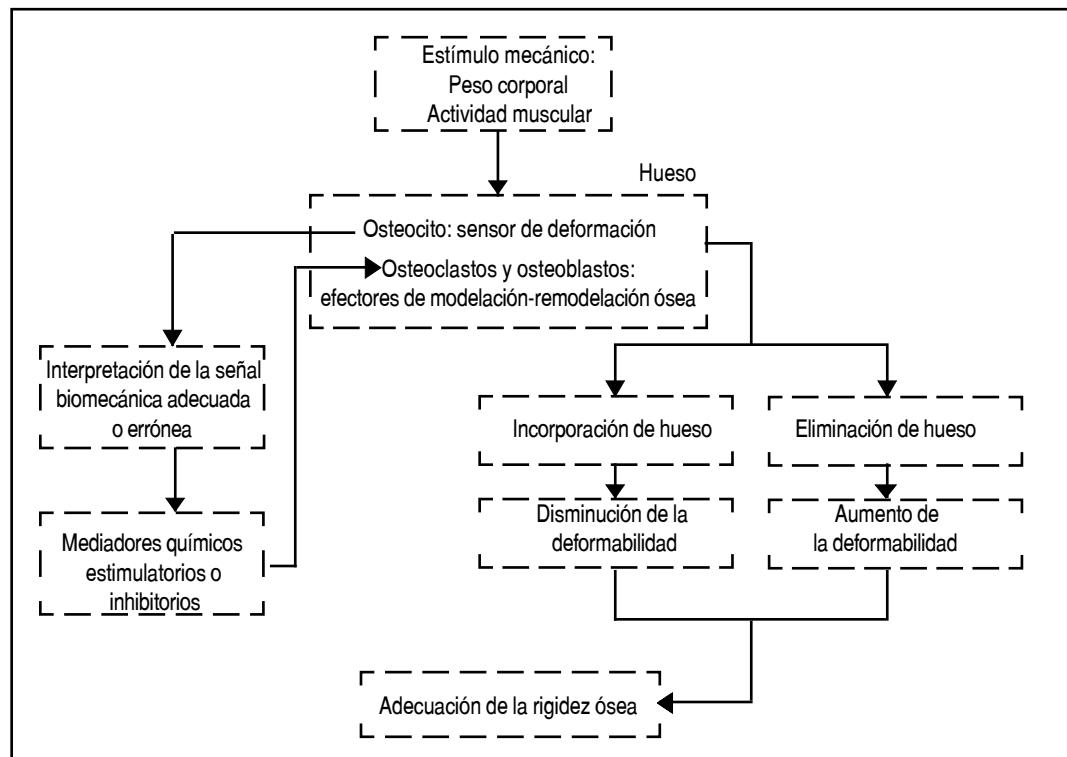 Estímulo mecánico:
Peso corporal
Actividad muscular
Hueso
Osteocito: sensor de deformación
Osteoclastos y osteoblastos:
efectores de modelación-remodelación ósea
Interpretación de la señal
biomecánica adecuada
o errónea
Mediadores químicos
estimulatorios o
inhibitorios
Incorporación de hueso
Eliminación de hueso
Disminución de la
deformabilidad
Aumento de
la deformabilidad
Adecuación de la rigidez ósea